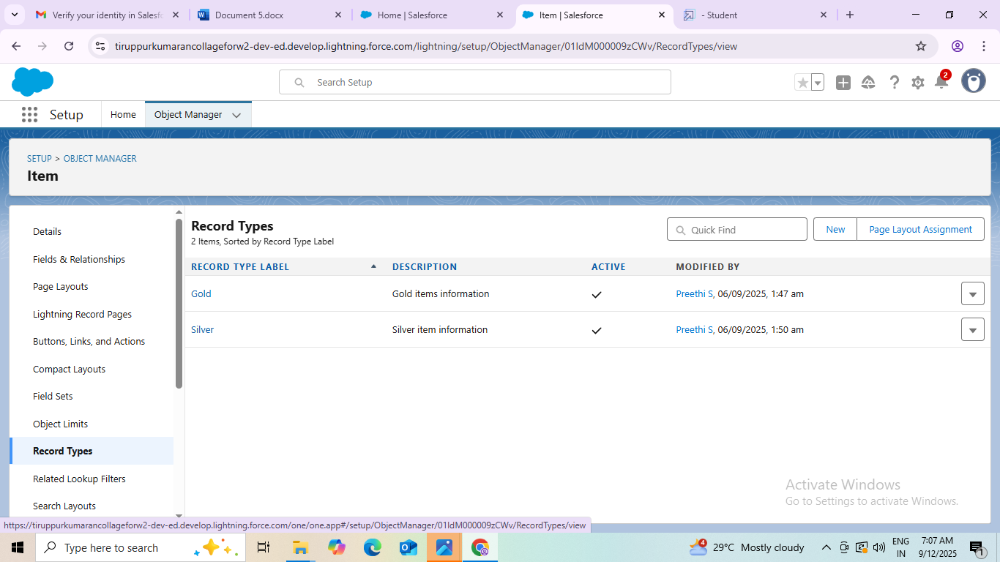 Verify your identity in Salesf
Document 5.docx
Home | Salesforce
Item | Salesforce
- Student
tiruppurkumarancollageforw2-dev-ed.develop.lightning.force.com/lightning/setup/ObjectManager/01IdM000009zCWv/RecordTypes/view
Search Setup
2
Setup
Home
Object Manager
SETUP > OBJECT MANAGER
Item
Details
Fields & Relationships
Page Layouts
Lightning Record Pages
Buttons, Links, and Actions
Compact Layouts
Field Sets
Object Limits
Record Types
Related Lookup Filters
Search Layouts
Record Types
2 Items, Sorted by Record Type Label
Quick Find
New
Page Layout Assignment
RECORD TYPE LABEL DESCRIPTION ACTIVE MODIFIED BY
Gold Gold items information Preethi S, 06/09/2025, 1:47 am
Silver Silver item information Preethi S, 06/09/2025, 1:50 am
Activate Windows
Go to Settings to activate Windows.
https://tiruppurkumarancollageforw2-dev-ed.develop.lightning.force.com/one/one.app#/setup/ObjectManager/01IdM000009zCWv/RecordTypes/view
Type here to search
4
29°C Mostly cloudy
ENG
IN
7:07 AM
9/12/2025
1